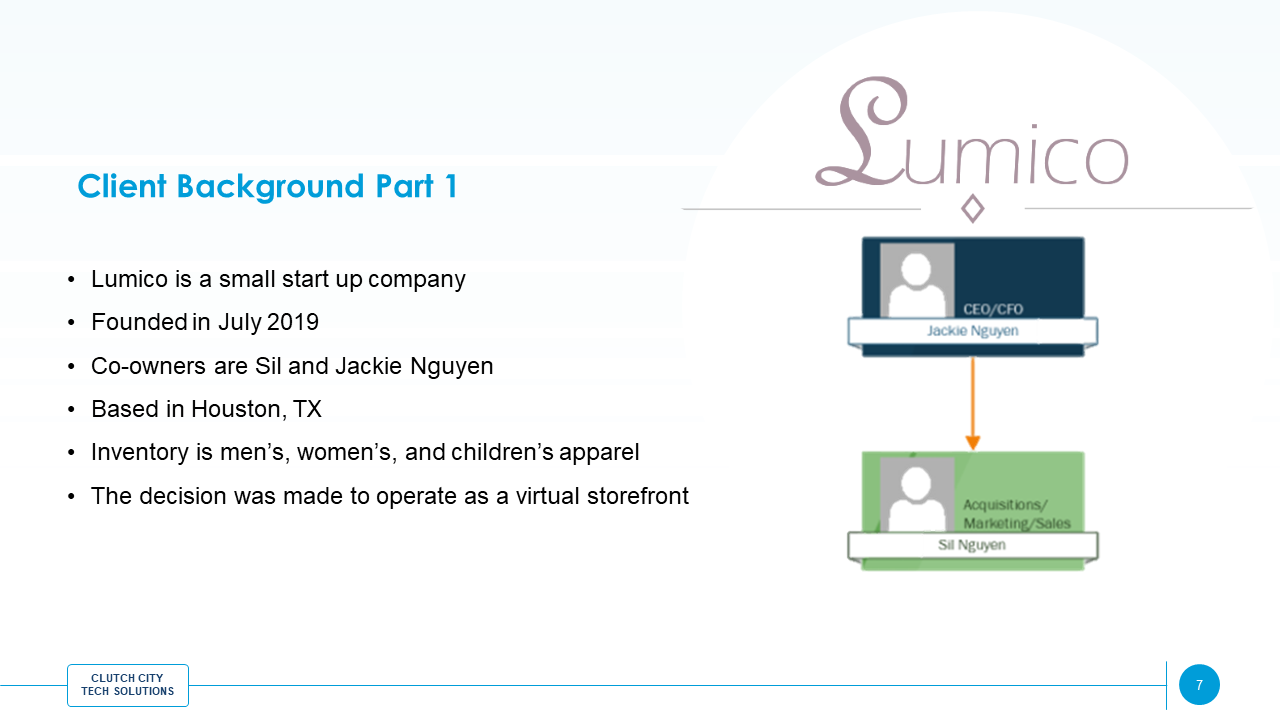 Lumico
Client Background Part 1
• Lumico is a small start up company
• Founded in July 2019
• Co-owners are Sil and Jackie Nguyen
• Based in Houston, TX
• Inventory is men’s, women’s, and children’s apparel
• The decision was made to operate as a virtual storefront
CEO/CFO
Jackie Nguyen
Acquisitions/
Marketing/Sales
Sil Nguyen
CLUTCH CITY
TECH SOLUTIONS
7